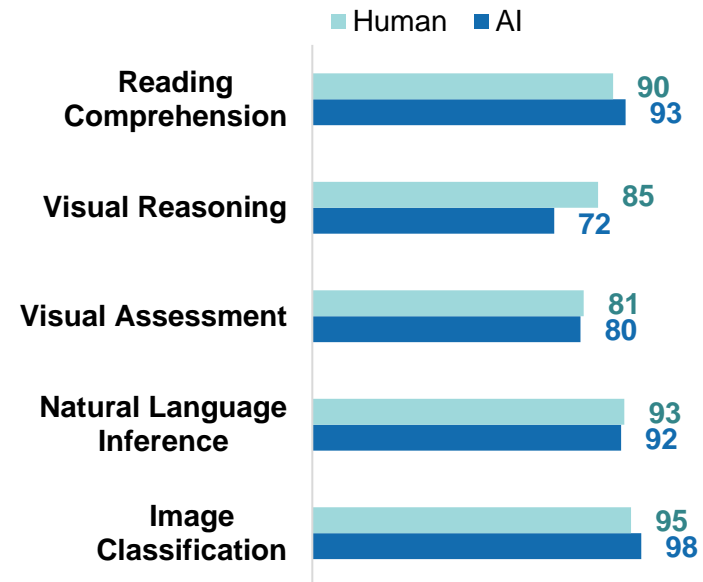 Human AI
Reading
Comprehension
90
93
Visual Reasoning
85
72
Visual Assessment
81
80
Natural Language
Inference
93
92
Image
Classification
95
98